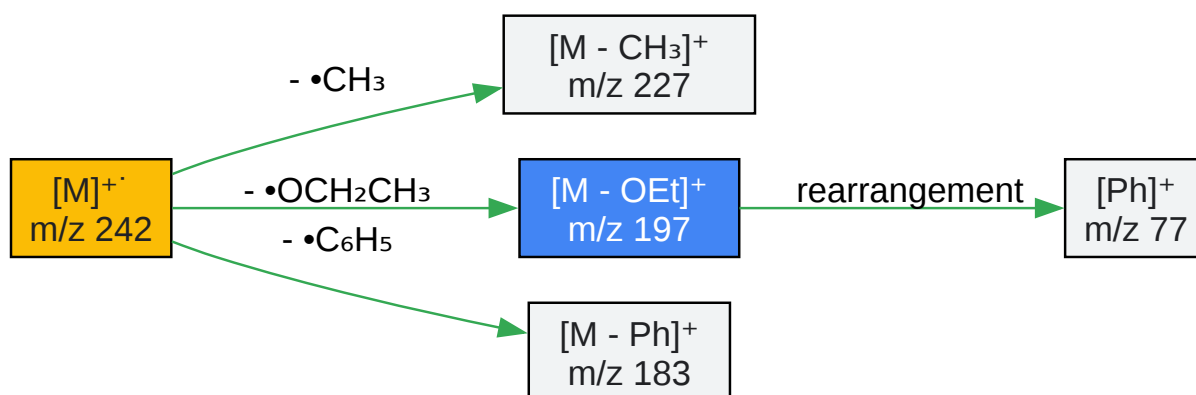 [M - CH₃]⁺
m/z 227
- •CH₃
[M]⁺˙
m/z 242
- •OCH₂CH₃
[M - OEt]⁺
m/z 197
rearrangement
[Ph]⁺
m/z 77
- •C₆H₅
[M - Ph]⁺
m/z 183